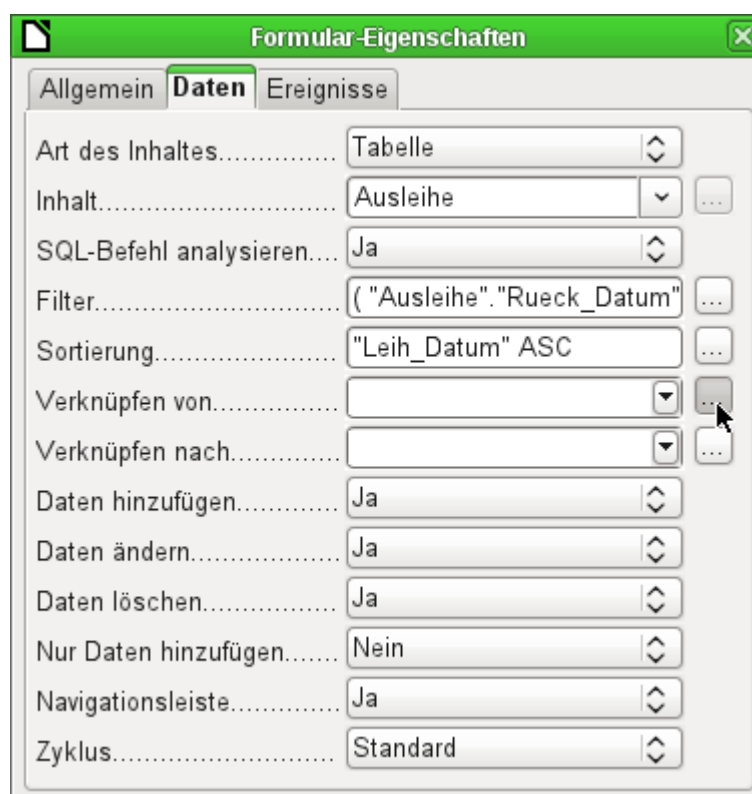 Formular-Eigenschaften
Allgemein Daten Ereignisse
Art des Inhaltes............... Tabelle
Inhalt............................ Ausleihe ...
SQL-Befehl analysieren.... Ja
Filter............................. ( "Ausleihe"."Rueck_Datum" ...
Sortierung...................... "Leih_Datum" ASC ...
Verknüpfen von................ ...
Verknüpfen nach.............. ...
Daten hinzufügen............. Ja
Daten ändern................... Ja
Daten löschen.................. Ja
Nur Daten hinzufügen....... Nein
Navigationsleiste.............. Ja
Zyklus............................ Standard